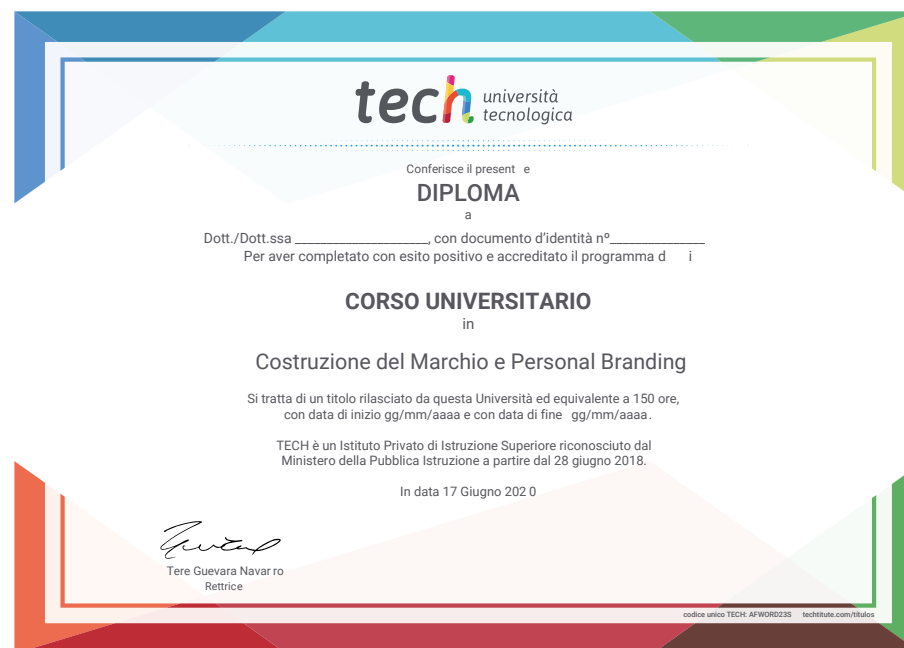 tech università
tecnologica
Conferisce il present e
DIPLOMA
a
Dott./Dott.ssa ____________________, con documento d'identità nº______________
Per aver completato con esito positivo e accreditato il programma d i
CORSO UNIVERSITARIO
in
Costruzione del Marchio e Personal Branding
Si tratta di un titolo rilasciato da questa Università ed equivalente a 150 ore,
con data di inizio gg/mm/aaaa e con data di fine gg/mm/aaaa.
TECH è un Istituto Privato di Istruzione Superiore riconosciuto dal
Ministero della Pubblica Istruzione a partire dal 28 giugno 2018.
In data 17 Giugno 202 0
Tere Guevara Navar ro
Rettrice
codice unico TECH: AFWORD23S techtitute.com/títulos